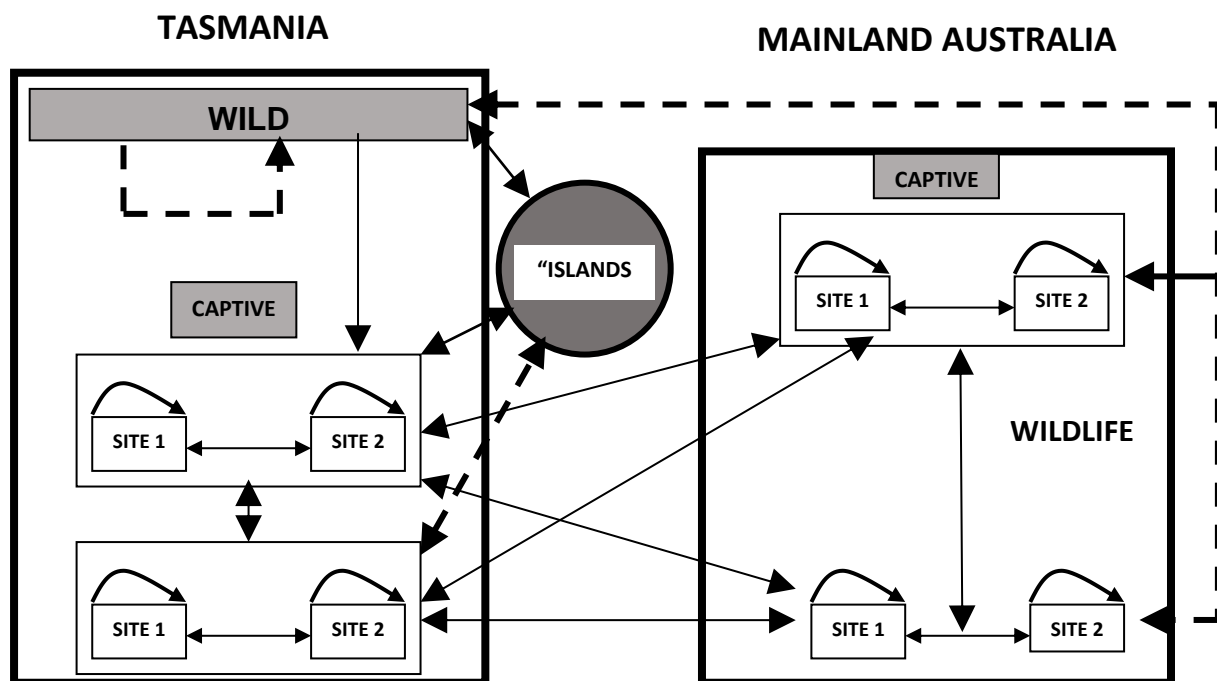 TASMANIA
MAINLAND AUSTRALIA
WILD
CAPTIVE
"ISLANDS
SITE 1
SITE 2
CAPTIVE
SITE 1
SITE 2
WILDLIFE
SITE 1
SITE 2
SITE 1
SITE 2